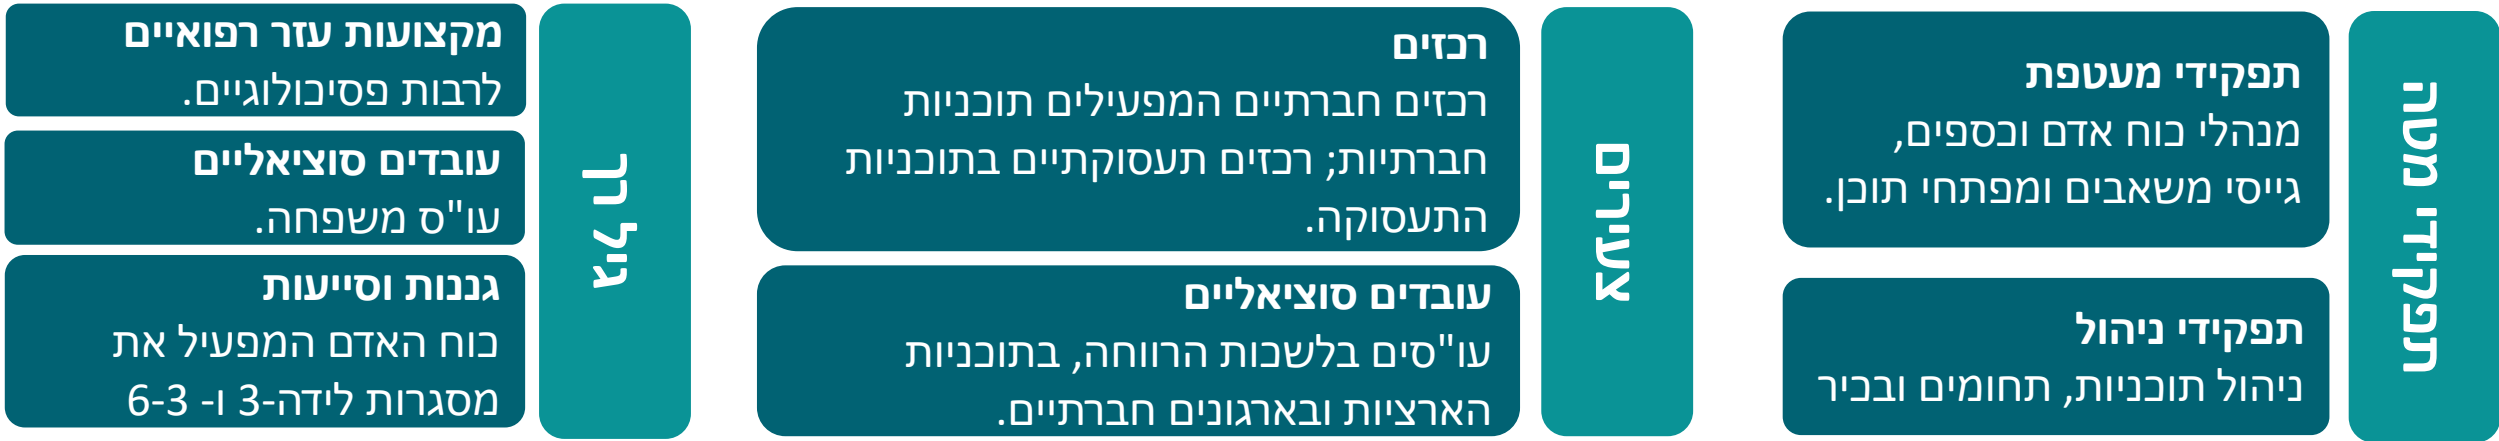 תפקידי מטה
תפקידי מעטפת
מנהלי כוח אדם וכספים,
גייסי משאבים ומפתחי תוכן.
תפקידי ניהול
ניהול תוכניות, תחומים ובכיר
צעירים
רכזים
רכזים חברתיים המפעילים תוכניות
חברתיות; רכזים תעסוקתיים בתוכניות
התעסוקה.
עובדים סוציאליים
עו"סים בלשכות הרווחה, בתוכניות
הארציות ובארגונים חברתיים.
גיל רך
מקצועות עזר רפואיים
לרבות פסיכולוגיים.
עובדים סוציאליים
עו"ס משפחה.
גננות וסייעות
כוח האדם המפעיל את
מסגרות לידה-3 ו- 6-3